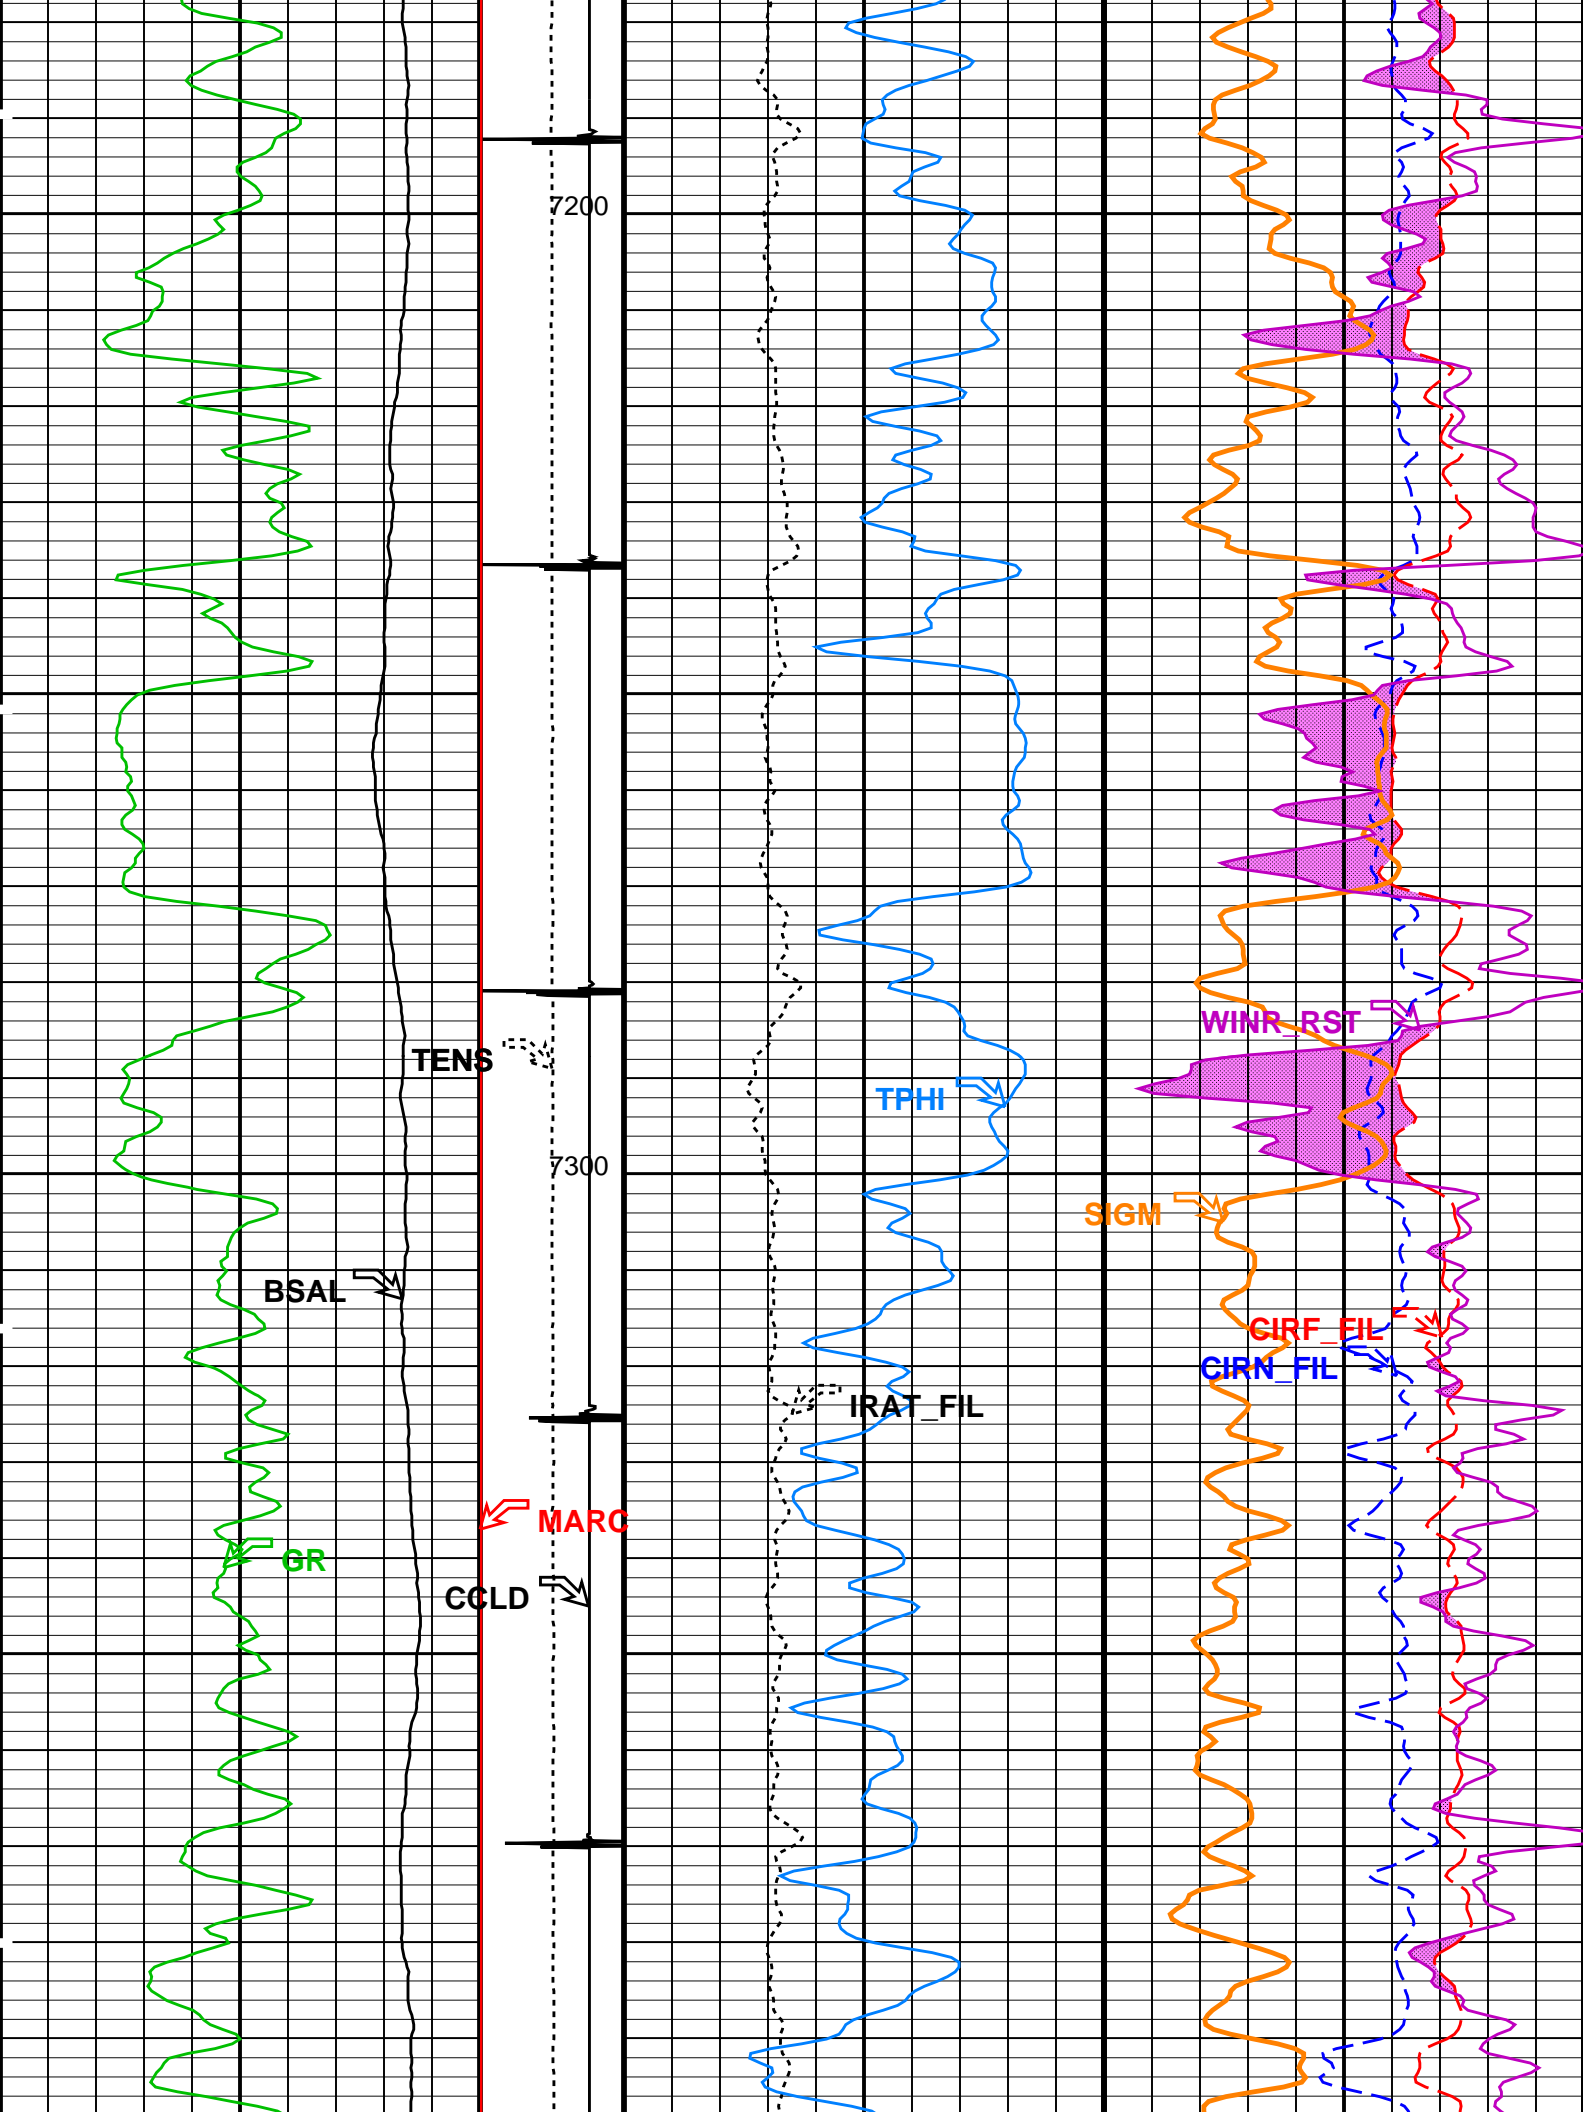 7200
WINR_RST
TENS
TPHI
7300
SIGM
BSAL
CIRF_FIL
CIRN_FIL
IRAT_FIL
MARC
GR
CCLD